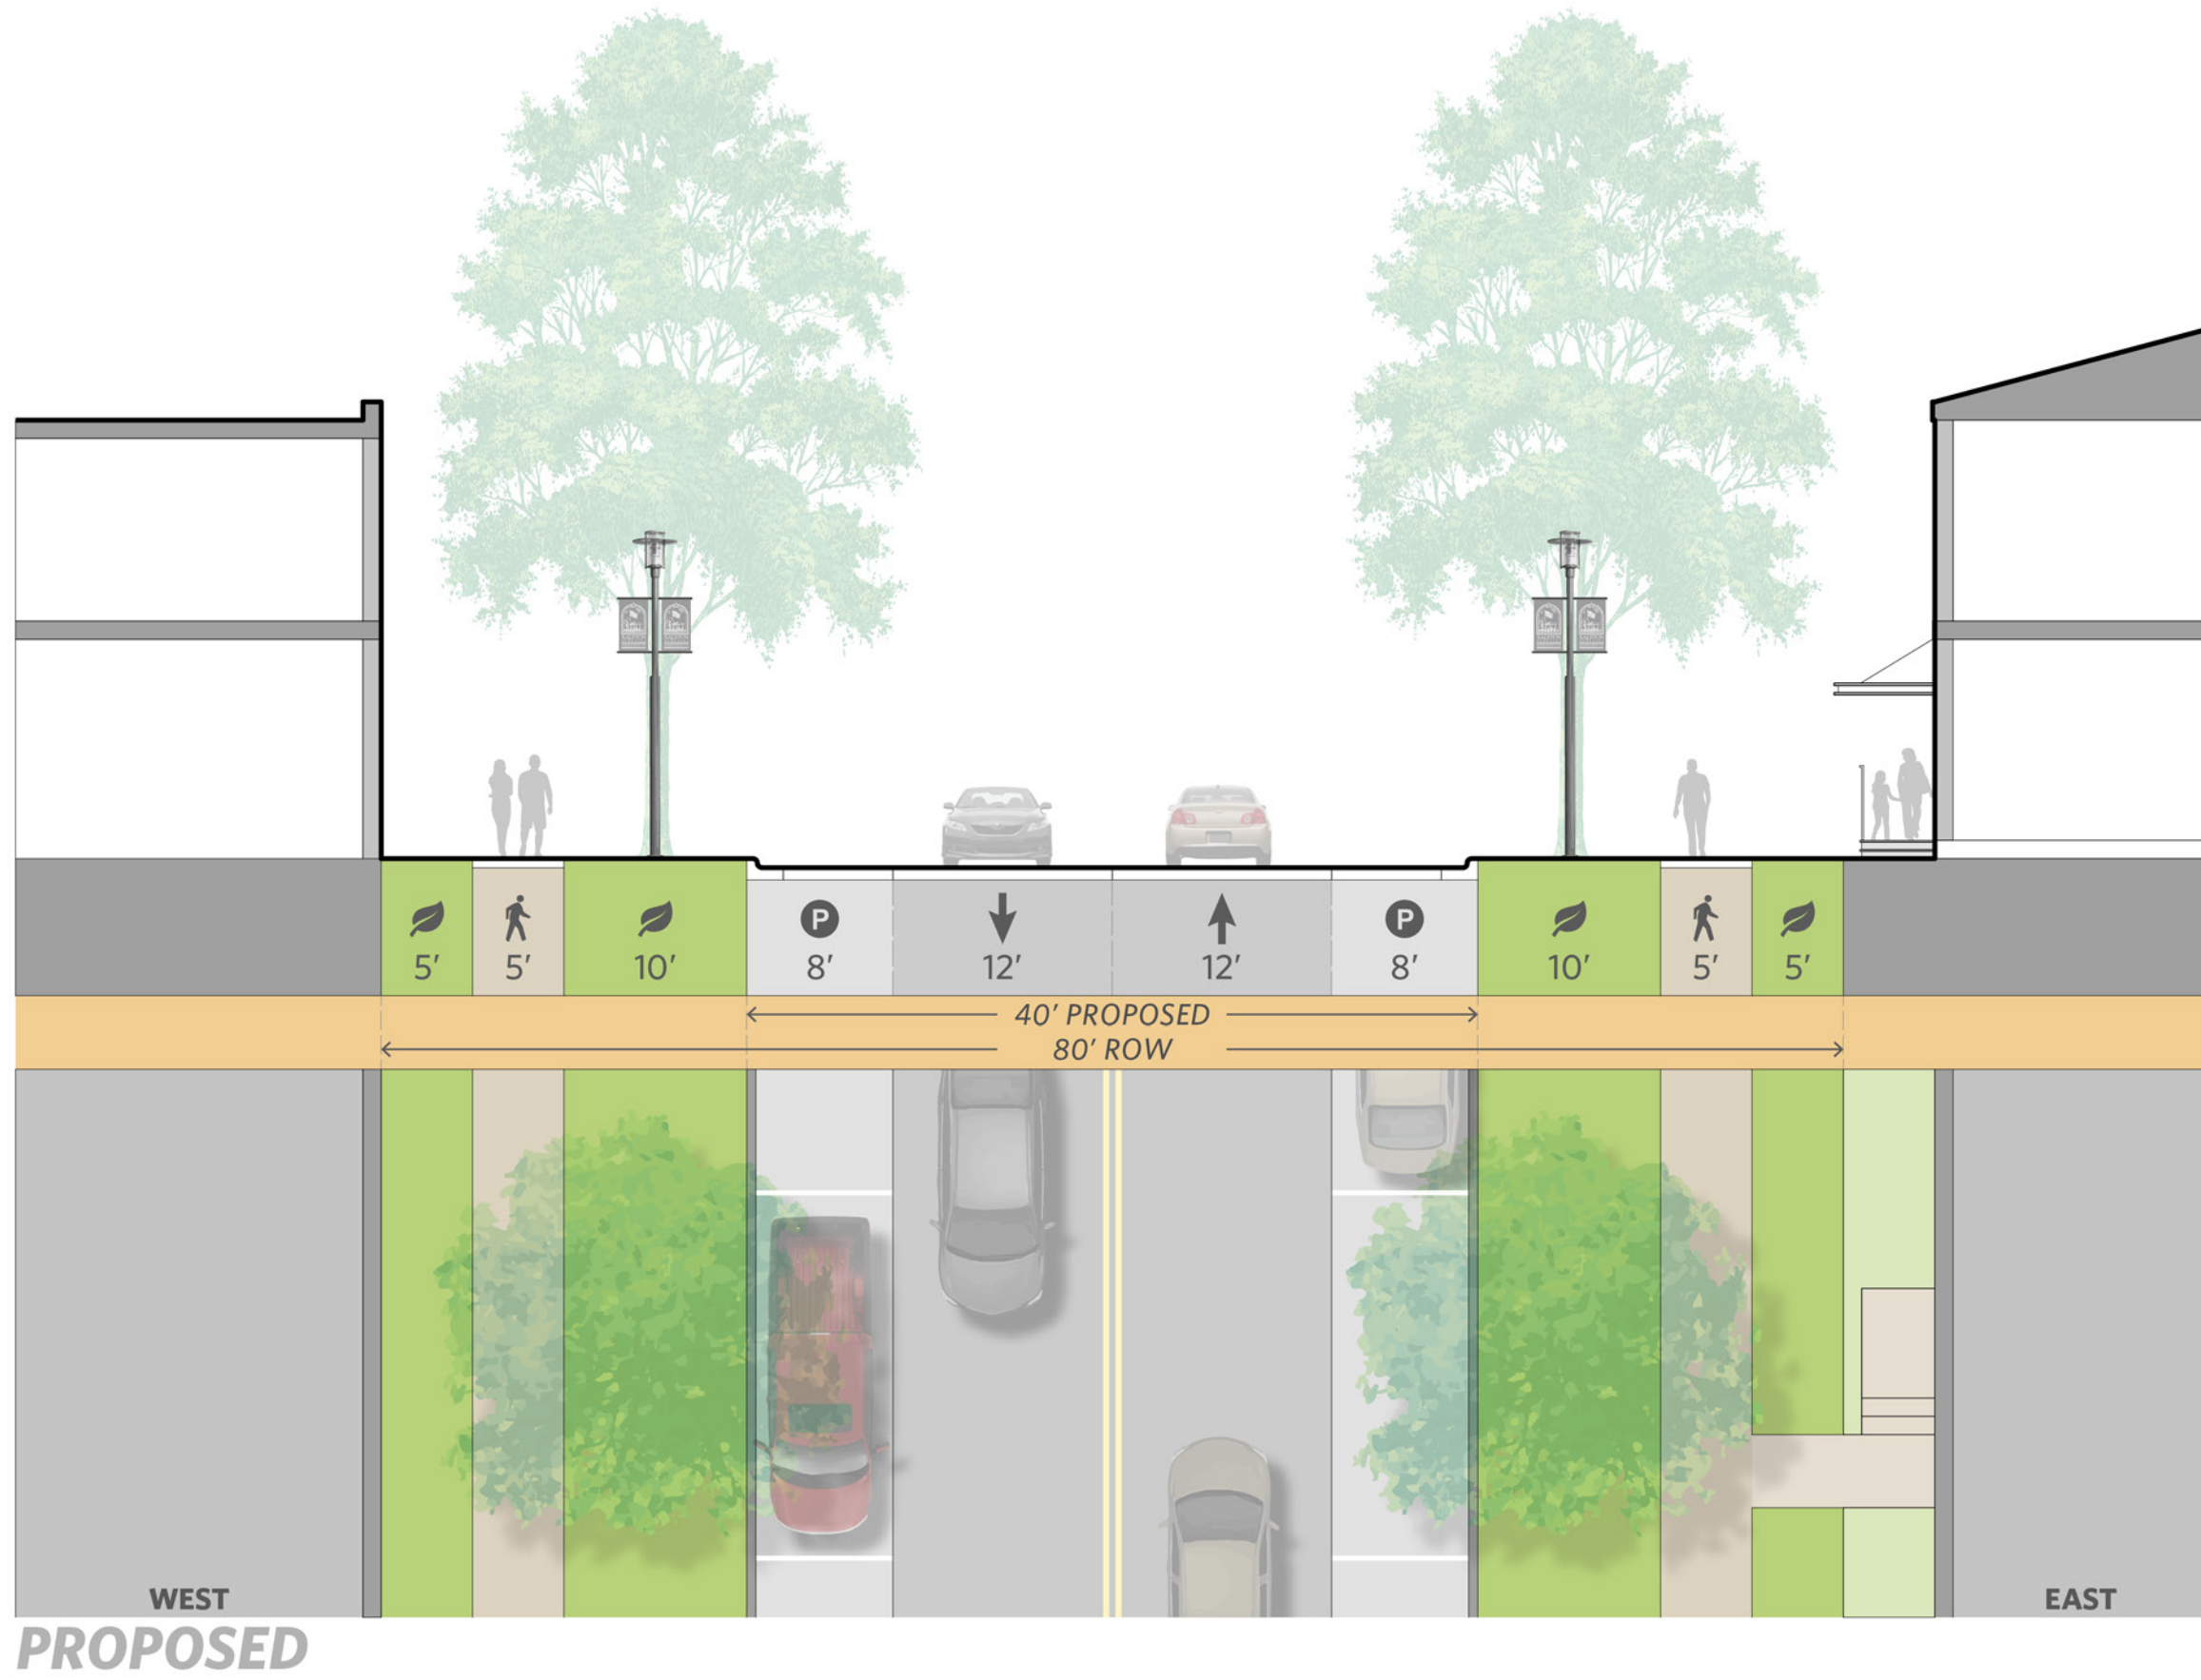 5' 5' 10' P 8' 12' 12' P 8' 10' 5' 5'
40' PROPOSED
80' ROW
WEST EAST
PROPOSED